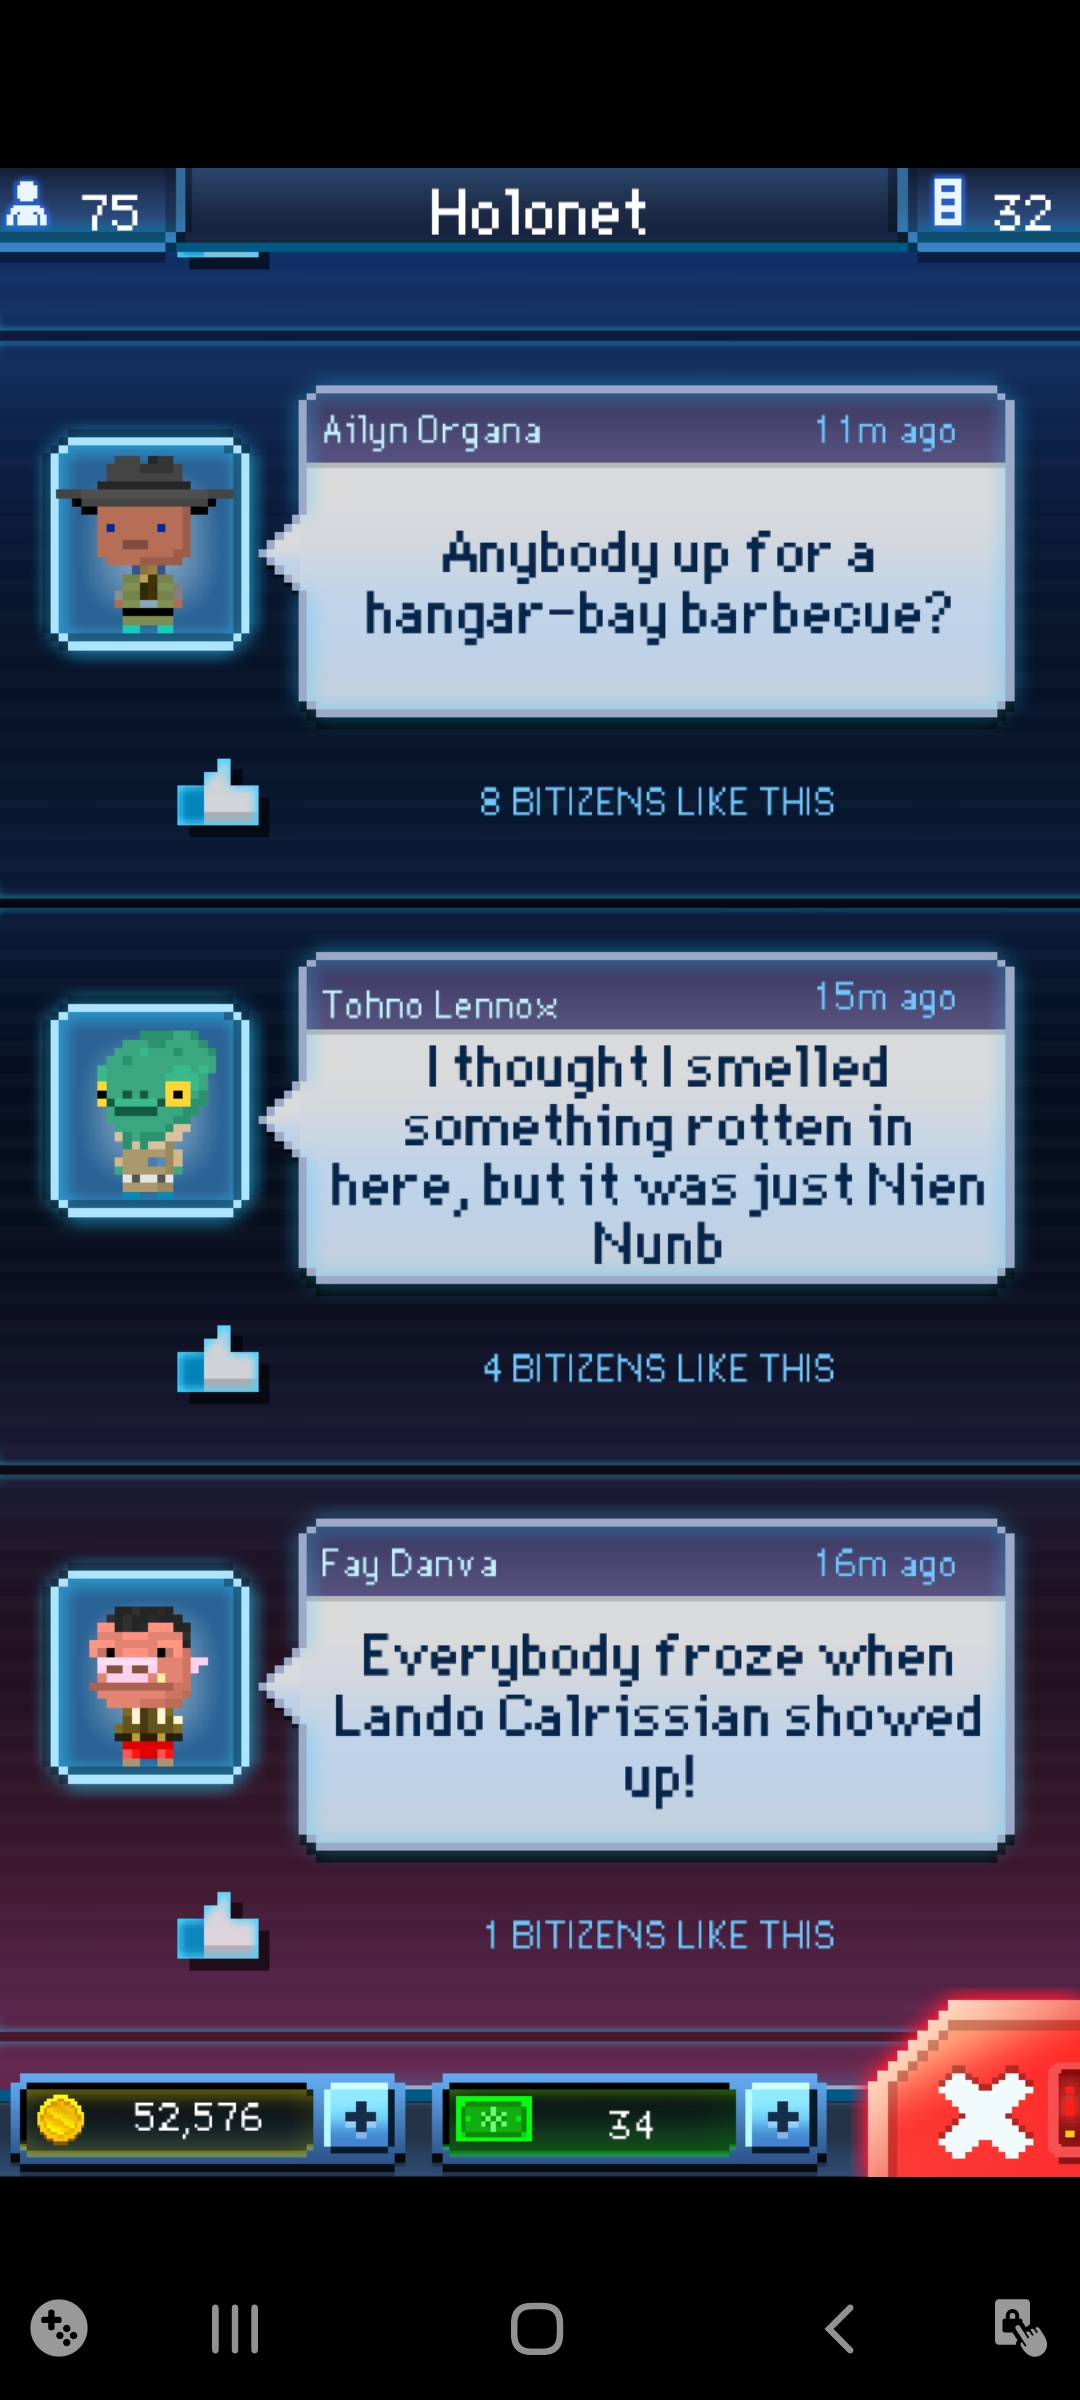 75
Holonet
32
Ailyn Organa
11m ago
Anybody up for a
hangar-bay barbecue?
8 BITIZENS LIKE THIS
Tohno Lennox
15m ago
I thought I smelled
something rotten in
here, but it was just Nien
Nunb
4 BITIZENS LIKE THIS
Fay Danva
16m ago
Everybody froze when
Lando Calrissian showed
up!
1 BITIZENS LIKE THIS
52,576
34